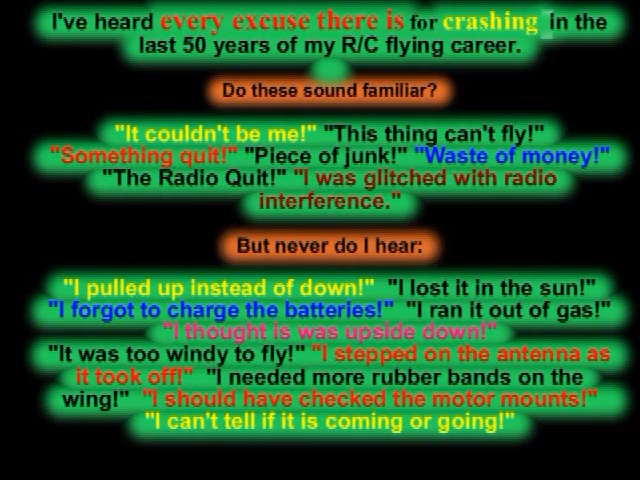 I've heard every excuse there is for crashing in the
last 50 years of my R/C flying career.
Do these sound familiar?
"It couldn't be me!" "This thing can't fly!"
"Something quit!" "Piece of junk!" "Waste of money!"
"The Radio Quit!" "I was glitched with radio
interference."
But never do I hear:
"I pulled up instead of down!" "I lost it in the sun!"
"I forgot to charge the batteries!" "I ran it out of gas!"
"I thought is was upside down!"
"It was too windy to fly!" "I stepped on the antenna as
it took off!" "I needed more rubber bands on the
wing!" "I should have checked the motor mounts!"
"I can't tell if it is coming or going!"